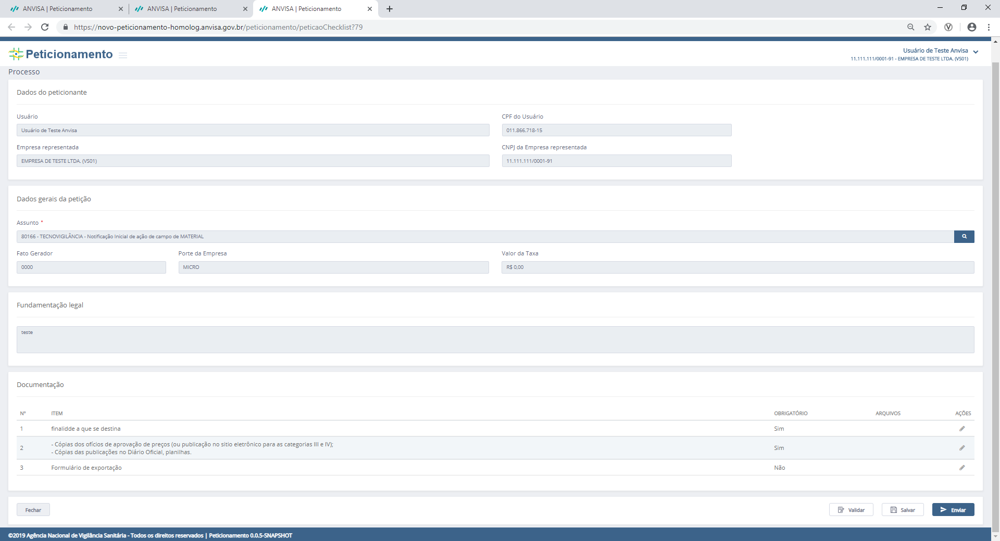 ANVISA | Peticionamento
ANVISA | Peticionamento
ANVISA | Peticionamento
https://novo-peticionamento-homolog.anvisa.gov.br/peticionamento/peticaoChecklist?79
Peticionamento
Usuário de Teste Anvisa
11.111.111/0001-91 - EMPRESA DE TESTE LTDA. (VS01)
Processo
Dados do peticionante
Usuário
CPF do Usuário
Usuário de Teste Anvisa
011.866.718-15
Empresa representada
CNPJ da Empresa representada
EMPRESA DE TESTE LTDA. (VS01)
11.111.111/0001-91
Dados gerais da petição
Assunto *
80166 - TECNOVIGILÂNCIA - Notificação Inicial de ação de campo de MATERIAL
Fato Gerador
Porte da Empresa
Valor da Taxa
0000
MICRO
R$ 0,00
Fundamentação legal
teste
Documentação
Nº ITEM OBRIGATÓRIO ARQUIVOS AÇÕES
1 finalidde a que se destina Sim
2 - Cópias dos ofícios de aprovação de preços (ou publicação no sitio eletrônico para as categorias III e IV); Sim
- Cópias das publicações no Diário Oficial, planilhas.
3 Formulário de exportação Não
Fechar
Validar
Salvar
Enviar
©2019 Agência Nacional de Vigilância Sanitária - Todos os direitos reservados | Peticionamento 0.0.5-SNAPSHOT